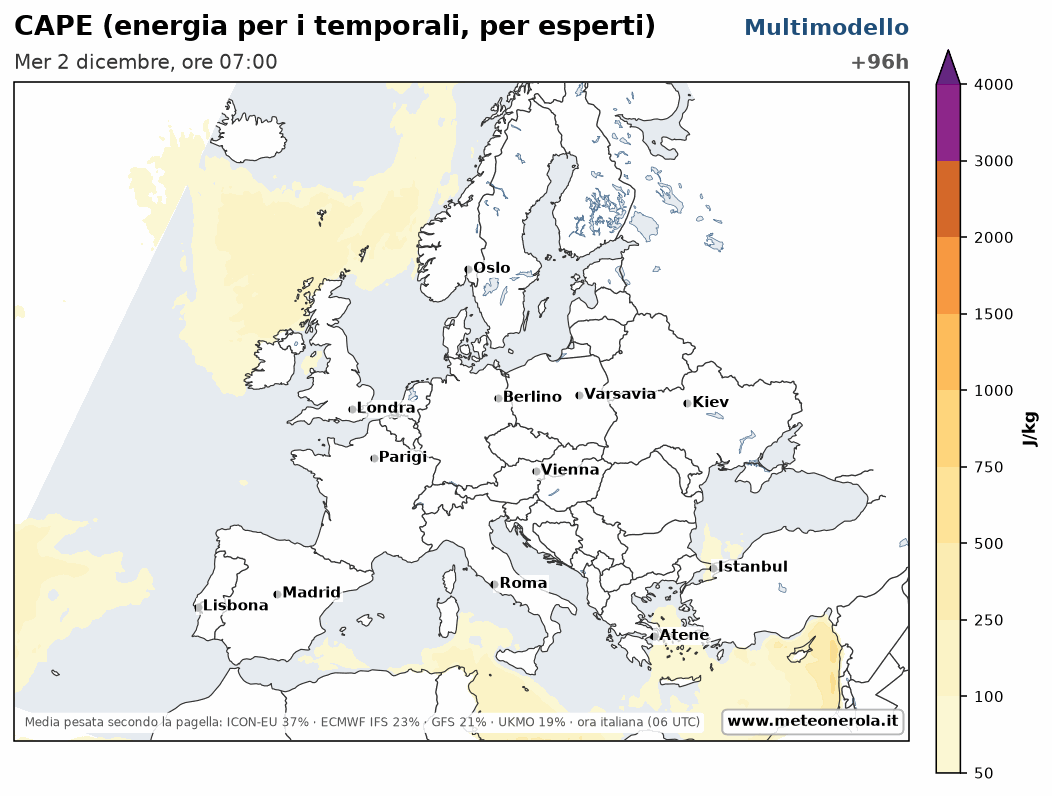 CAPE (energia per i temporali, per esperti)
Multimodello
Mer 2 dicembre, ore 07:00
+96h
4000
3000
2000
1500
1000
750
500
250
100
50
J/kg
Oslo
Berlino
Varsavia
Kiev
Londra
Parigi
Vienna
Istanbul
Roma
Madrid
Lisbona
Atene
Media pesata secondo la pagella: ICON-EU 37% · ECMWF IFS 23% · GFS 21% · UKMO 19% · ora italiana (06 UTC)
www.meteonerola.it